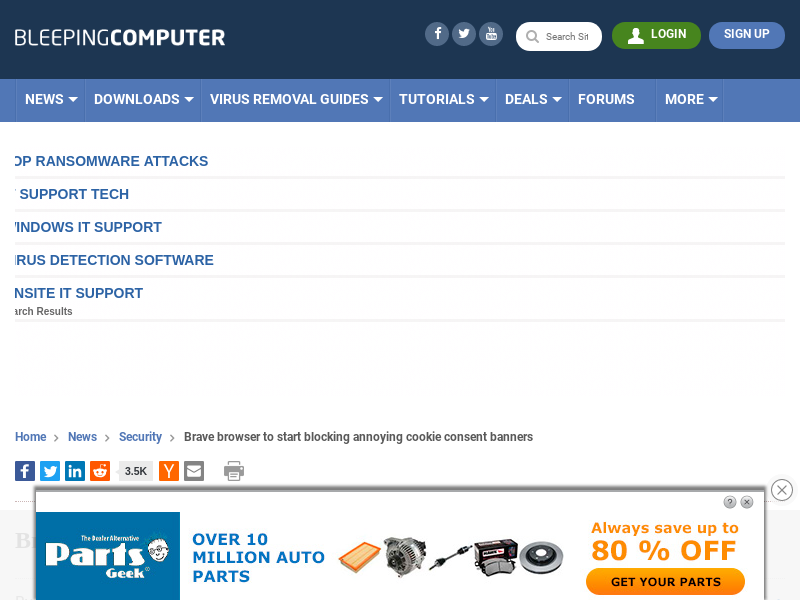 BLEEPINGCOMPUTER
Search Sit
LOGIN
SIGN UP
NEWS
DOWNLOADS
VIRUS REMOVAL GUIDES
TUTORIALS
DEALS
FORUMS
MORE
OP RANSOMWARE ATTACKS
SUPPORT TECH
WINDOWS IT SUPPORT
IRUS DETECTION SOFTWARE
NSITE IT SUPPORT
arch Results
Home > News > Security > Brave browser to start blocking annoying cookie consent banners
3.5K
The Dealer Alternative
Parts
Geek
OVER 10
MILLION AUTO
PARTS
Always save up to
80 % OFF
GET YOUR PARTS